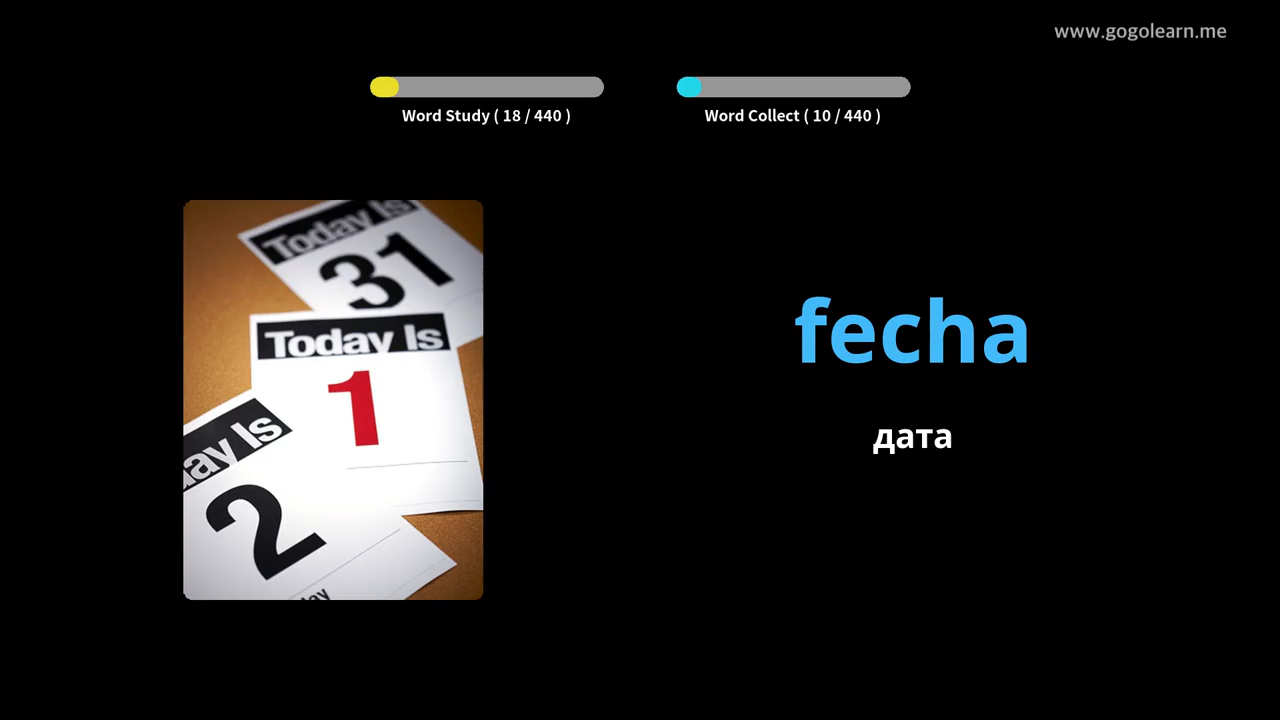 www.gogolearn.me
Word Study ( 18 / 440 )
Word Collect ( 10 / 440 )
Today Is
31
Today Is
1
day Is
2
fecha
дата